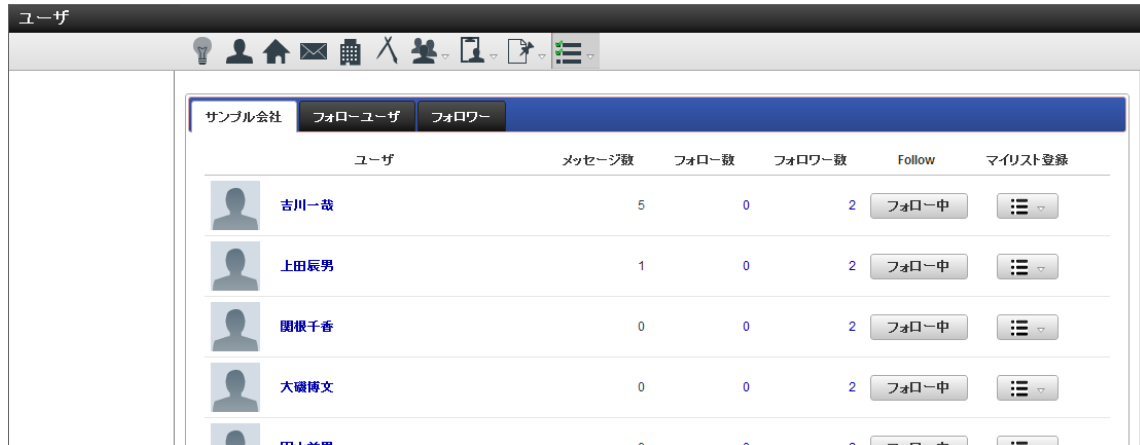 ユーザ
サンプル会社 フォローユーザ フォロワー
ユーザ メッセージ数 フォロー数 フォロワー数 Follow マイリスト登録
吉川一哉 5 0 2 フォロー中
上田辰男 1 0 2 フォロー中
関根千香 0 0 2 フォロー中
大磯博文 0 0 2 フォロー中